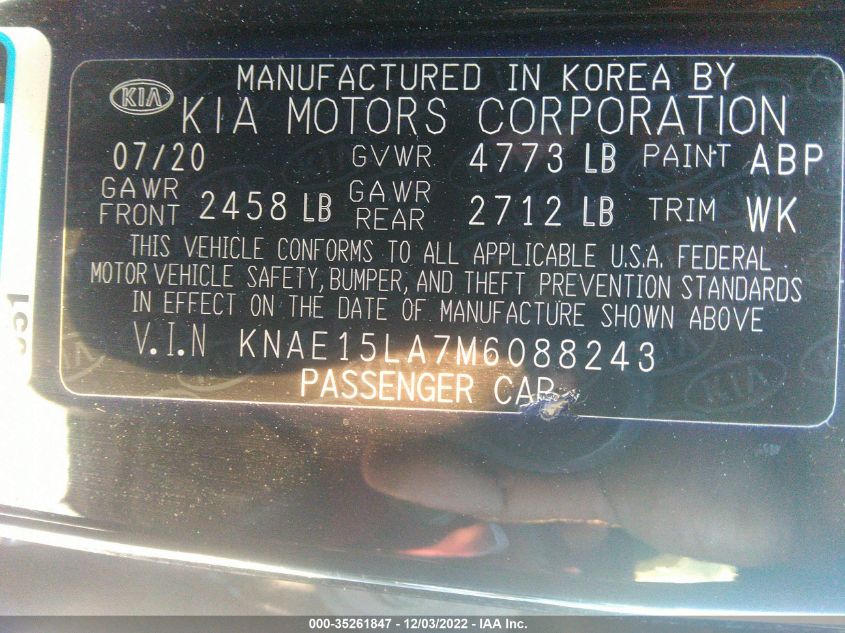 KIA MANUFACTURED IN KOREA BY
KIA MOTORS CORPORATION
07/20 GVWR 4773 LB PAINT ABP
GAWR FRONT 2458 LB GAWR REAR 2712 LB TRIM WK
THIS VEHICLE CONFORMS TO ALL APPLICABLE U.S.A. FEDERAL
MOTOR VEHICLE SAFETY, BUMPER, AND THEFT PREVENTION STANDARDS
IN EFFECT ON THE DATE OF MANUFACTURE SHOWN ABOVE
V.I.N KNAE15LA7M6088243
PASSENGER CAR
000-35261847 - 12/03/2022 - IAA Inc.